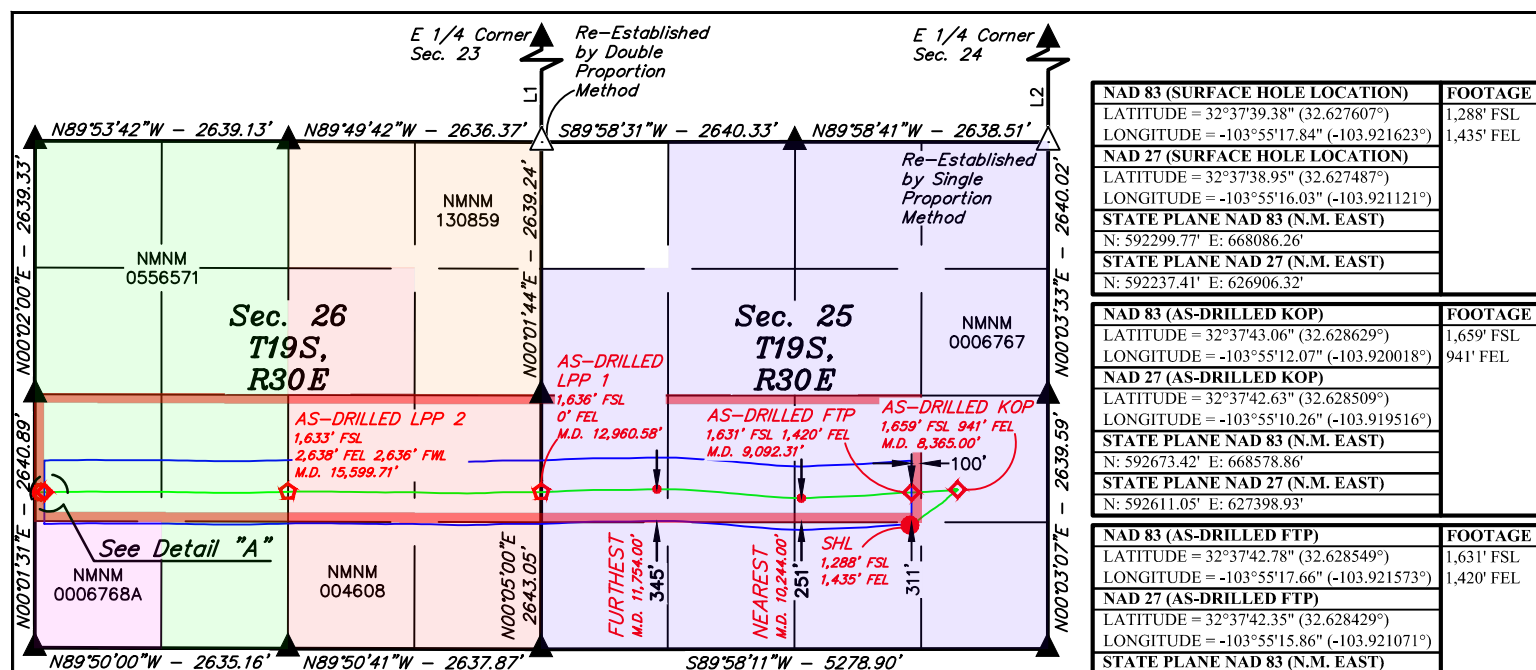 E 1/4 Corner
Sec. 23
Re-Established
by Double
Proportion
Method
E 1/4 Corner
Sec. 24
L1
L2
N89°53'42"W - 2639.13'
N89°49'42"W - 2636.37'
S89°58'31"W - 2640.33'
N89°58'41"W - 2638.51'
Re-Established
by Single
Proportion
Method
N00°02'00"E - 2639.33'
N00°01'44"E - 2639.24'
N00°03'33"E - 2640.02'
NMNM
130859
NMNM
0556571
Sec. 26
T19S,
R30E
Sec. 25
T19S,
R30E
NMNM
0006767
AS-DRILLED
LPP 1
1,636' FSL
0' FEL
M.D. 12,960.58'
AS-DRILLED LPP 2
1,633' FSL
2,638' FEL 2,636' FWL
M.D. 15,599.71'
AS-DRILLED FTP
1,631' FSL 1,420' FEL
M.D. 9,092.31'
AS-DRILLED KOP
1,659' FSL 941' FEL
M.D. 8,365.00'
100'
N00°01'31"E - 2640.89'
N00°05'00"E
2643.05'
N00°03'07"E - 2639.59'
See Detail "A"
NMNM
0006768A
NMNM
004608
FURTHEST
M.D. 11,754.00'
345'
NEAREST
M.D. 10,244.00'
251'
SHL
1,288' FSL
1,435' FEL
311'
N89°50'00"W - 2635.16'
N89°50'41"W - 2637.87'
S89°58'11"W - 5278.90'
NAD 83 (SURFACE HOLE LOCATION) FOOTAGE
LATITUDE = 32°37'39.38" (32.627607°) 1,288' FSL
LONGITUDE = -103°55'17.84" (-103.921623°) 1,435' FEL
NAD 27 (SURFACE HOLE LOCATION)
LATITUDE = 32°37'38.95" (32.627487°)
LONGITUDE = -103°55'16.03" (-103.921121°)
STATE PLANE NAD 83 (N.M. EAST)
N: 592299.77' E: 668086.26'
STATE PLANE NAD 27 (N.M. EAST)
N: 592237.41' E: 626906.32'
NAD 83 (AS-DRILLED KOP) FOOTAGE
LATITUDE = 32°37'43.06" (32.628629°) 1,659' FSL
LONGITUDE = -103°55'12.07" (-103.920018°) 941' FEL
NAD 27 (AS-DRILLED KOP)
LATITUDE = 32°37'42.63" (32.628509°)
LONGITUDE = -103°55'10.26" (-103.919516°)
STATE PLANE NAD 83 (N.M. EAST)
N: 592673.42' E: 668578.86'
STATE PLANE NAD 27 (N.M. EAST)
N: 592611.05' E: 627398.93'
NAD 83 (AS-DRILLED FTP) FOOTAGE
LATITUDE = 32°37'42.78" (32.628549°) 1,631' FSL
LONGITUDE = -103°55'17.66" (-103.921573°) 1,420' FEL
NAD 27 (AS-DRILLED FTP)
LATITUDE = 32°37'42.35" (32.628429°)
LONGITUDE = -103°55'15.86" (-103.921071°)
STATE PLANE NAD 83 (N.M. EAST)